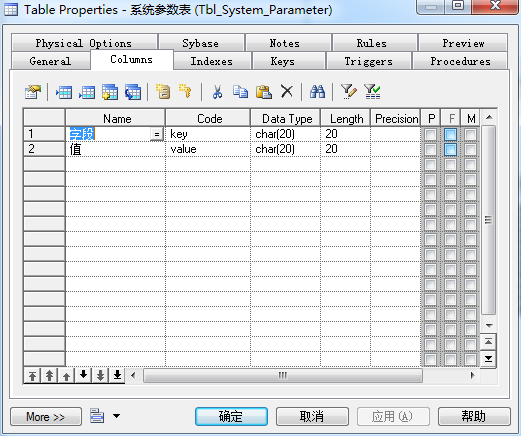 Table Properties - 系统参数表 (Tbl_System_Parameter)
Physical Options Sybase Notes Rules Preview
General Columns Indexes Keys Triggers Procedures
Name Code Data Type Length Precision P F M
1 字段 = key char(20) 20
2 值 value char(20) 20
More >> 确定 取消 应用(A) 帮助